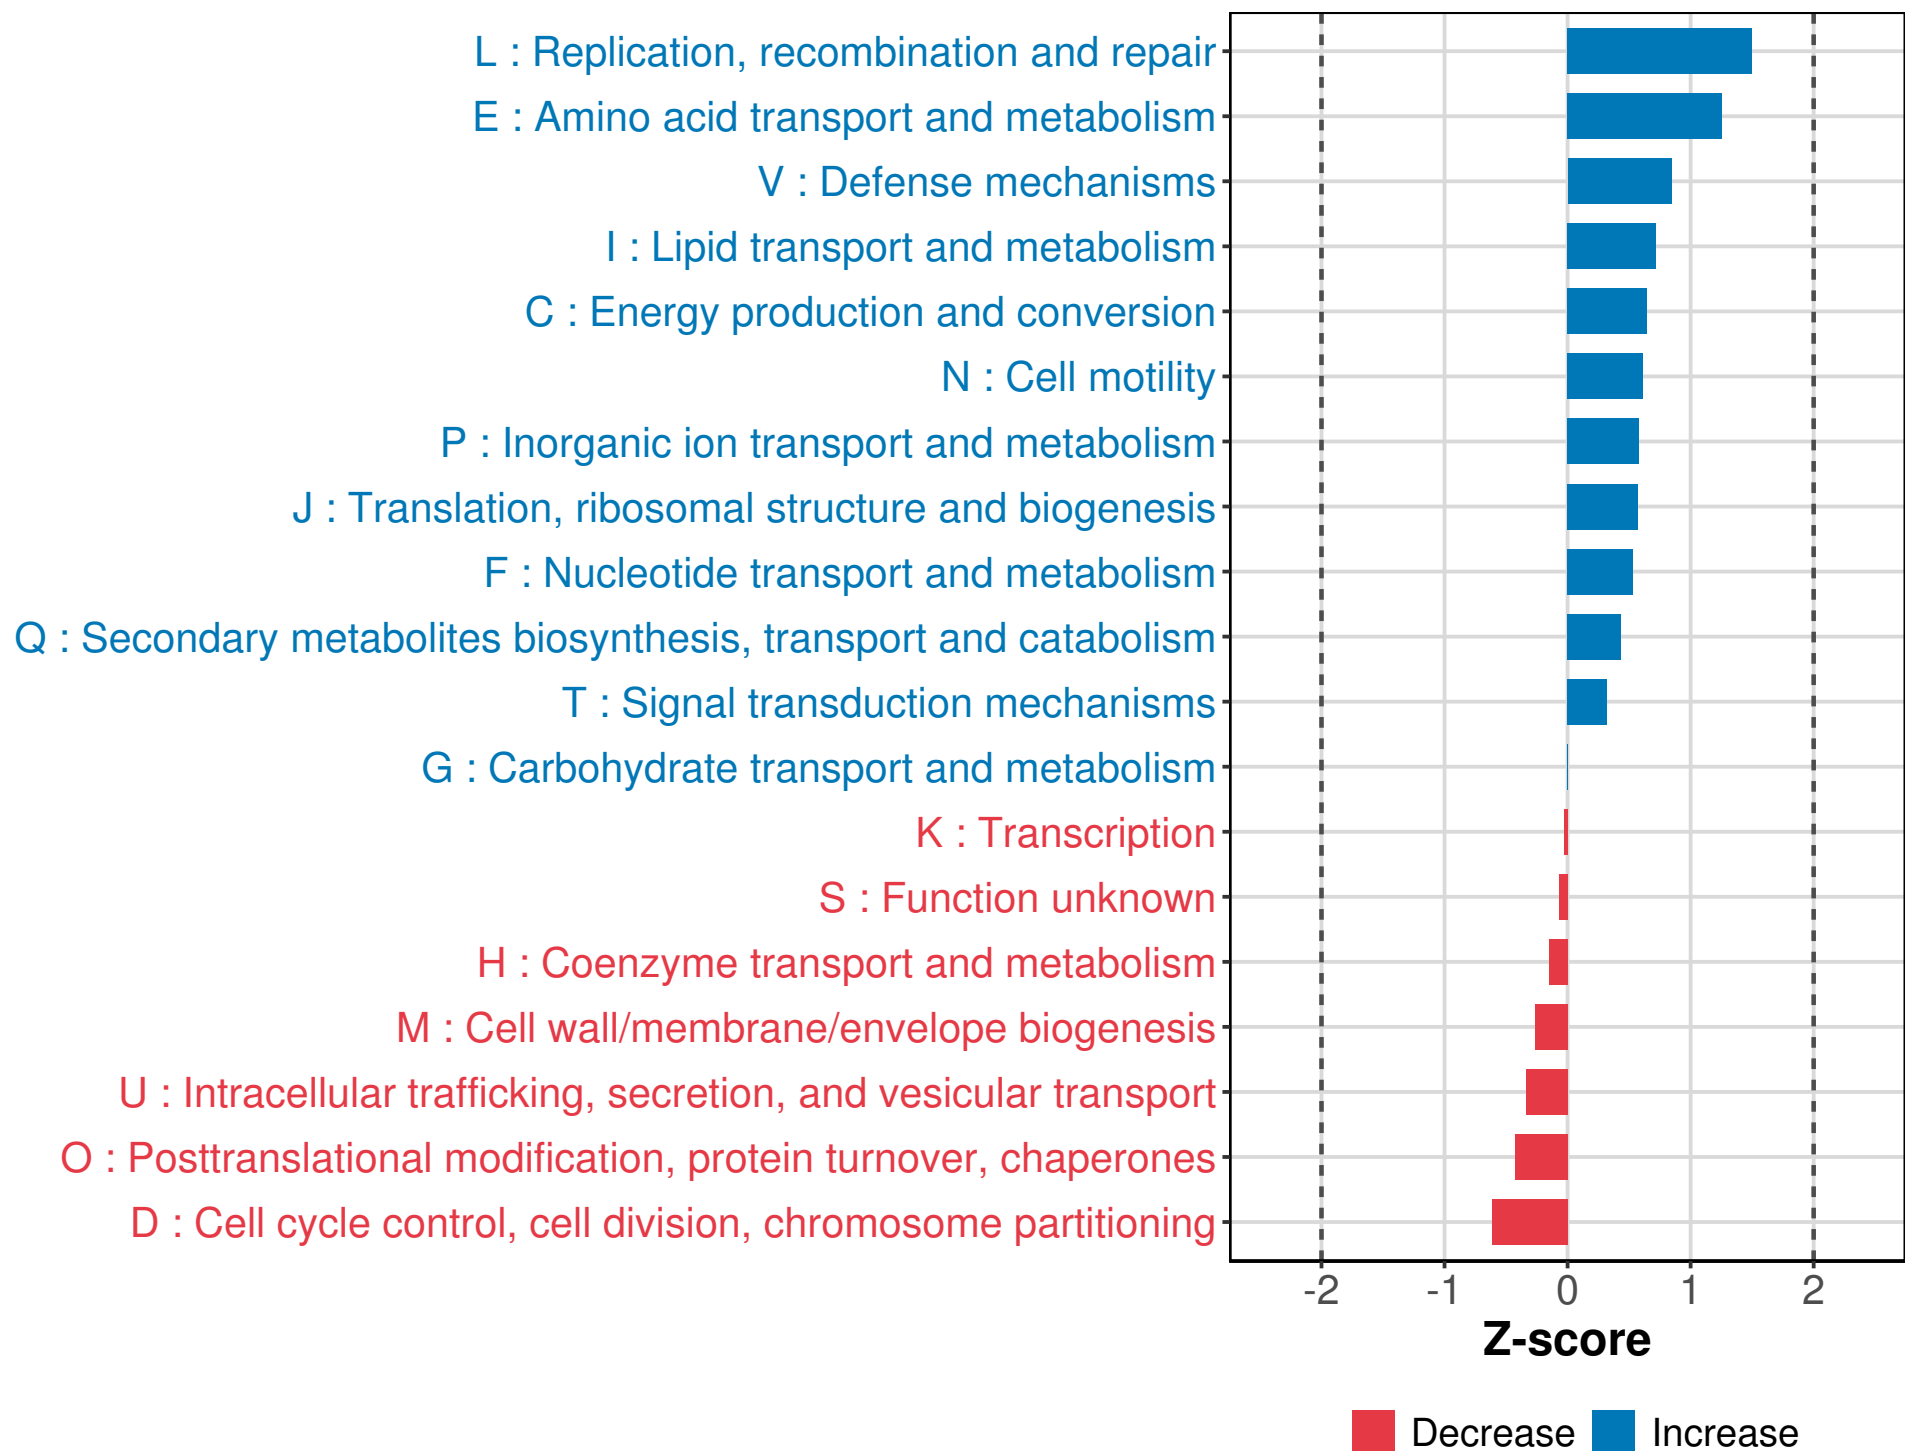 L : Replication, recombination and repair
E : Amino acid transport and metabolism
V : Defense mechanisms
I : Lipid transport and metabolism
C : Energy production and conversion
N : Cell motility
P : Inorganic ion transport and metabolism
J : Translation, ribosomal structure and biogenesis
F : Nucleotide transport and metabolism
Q : Secondary metabolites biosynthesis, transport and catabolism
T : Signal transduction mechanisms
G : Carbohydrate transport and metabolism
K : Transcription
S : Function unknown
H : Coenzyme transport and metabolism
M : Cell wall/membrane/envelope biogenesis
U : Intracellular trafficking, secretion, and vesicular transport
O : Posttranslational modification, protein turnover, chaperones
D : Cell cycle control, cell division, chromosome partitioning
-2 -1 0 1 2
Z-score
Decrease Increase